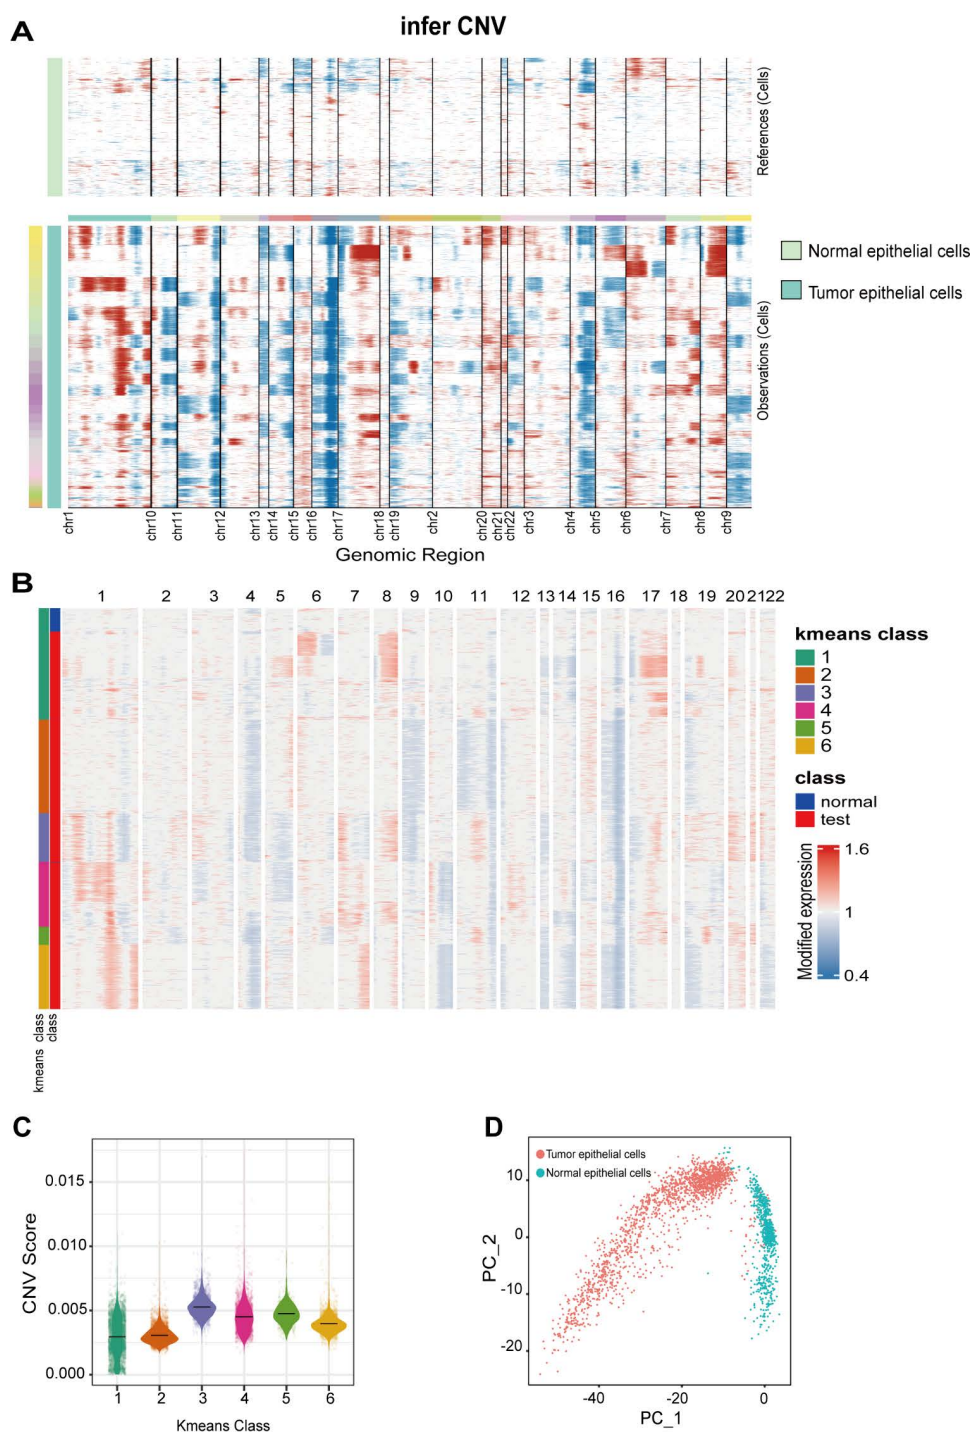 A
infer CNV
References (Cells)
Normal epithelial cells
Tumor epithelial cells
Observations (Cells)
chr1 chr10 chr11 chr12 chr13 chr14 chr15 chr16 chr17 chr18 chr19 chr2 chr20 chr21 chr22 chr3 chr4 chr5 chr6 chr7 chr8 chr9
Genomic Region
B
1 2 3 4 5 6 7 8 9 10 11 12 13 14 15 16 17 18 19 20 2122
kmeans class
1
2
3
4
5
6
class
normal
test
Modified expression
1.6
1
0.4
kmeans class
class
C
CNV Score
0.015
0.010
0.005
0.000
1 2 3 4 5 6
Kmeans Class
D
Tumor epithelial cells
Normal epithelial cells
PC_2
10
0
-10
-20
-40 -20 0
PC_1